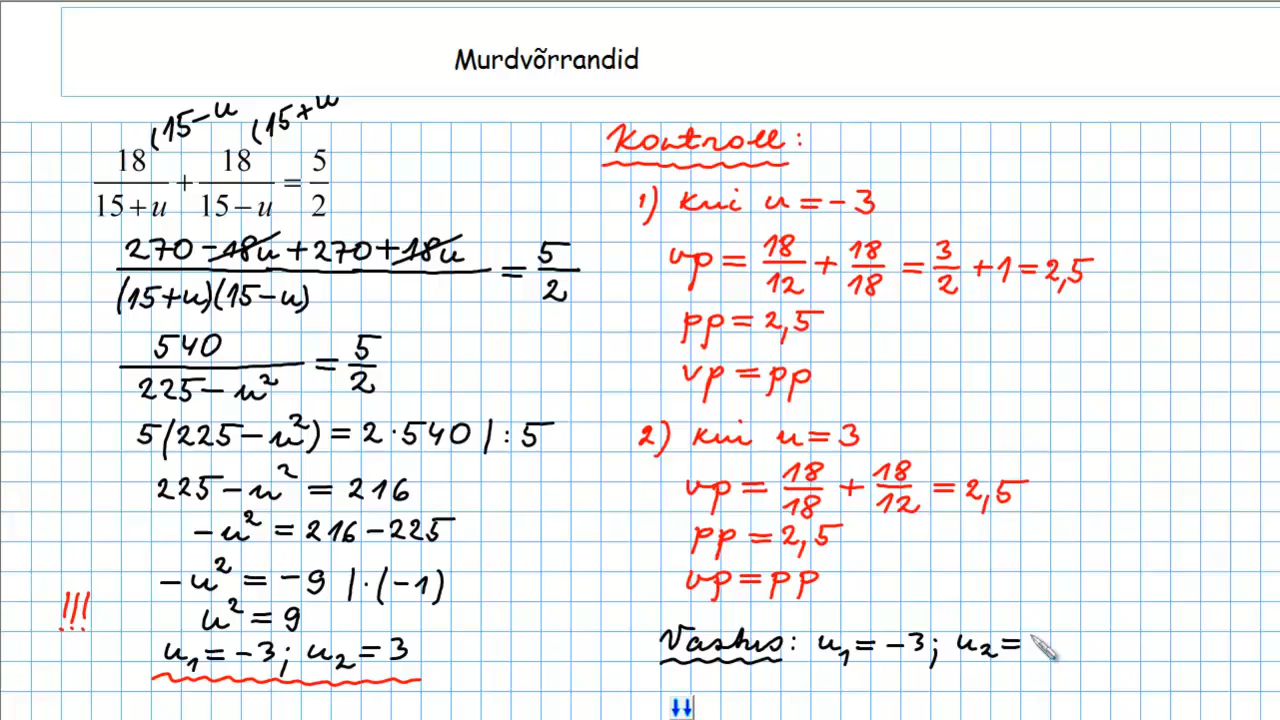 Murdvõrrandid
(15-u (15+u
18/(15+u) + 18/(15-u) = 5/2
(270-18u+270+18u)/((15+u)(15-u)) = 5/2
540/(225-u²) = 5/2
5(225-u²)=2·540 |:5
225-u²=216
-u²=216-225
-u²=-9 |·(-1)
!!! u²=9
u₁=-3; u₂=3
Kontroll:
1) kui u=-3
vp=18/12+18/18=3/2+1=2,5
pp=2,5
vp=pp
2) kui u=3
vp=18/18+18/12=2,5
pp=2,5
vp=pp
Vastus: u₁=-3; u₂=